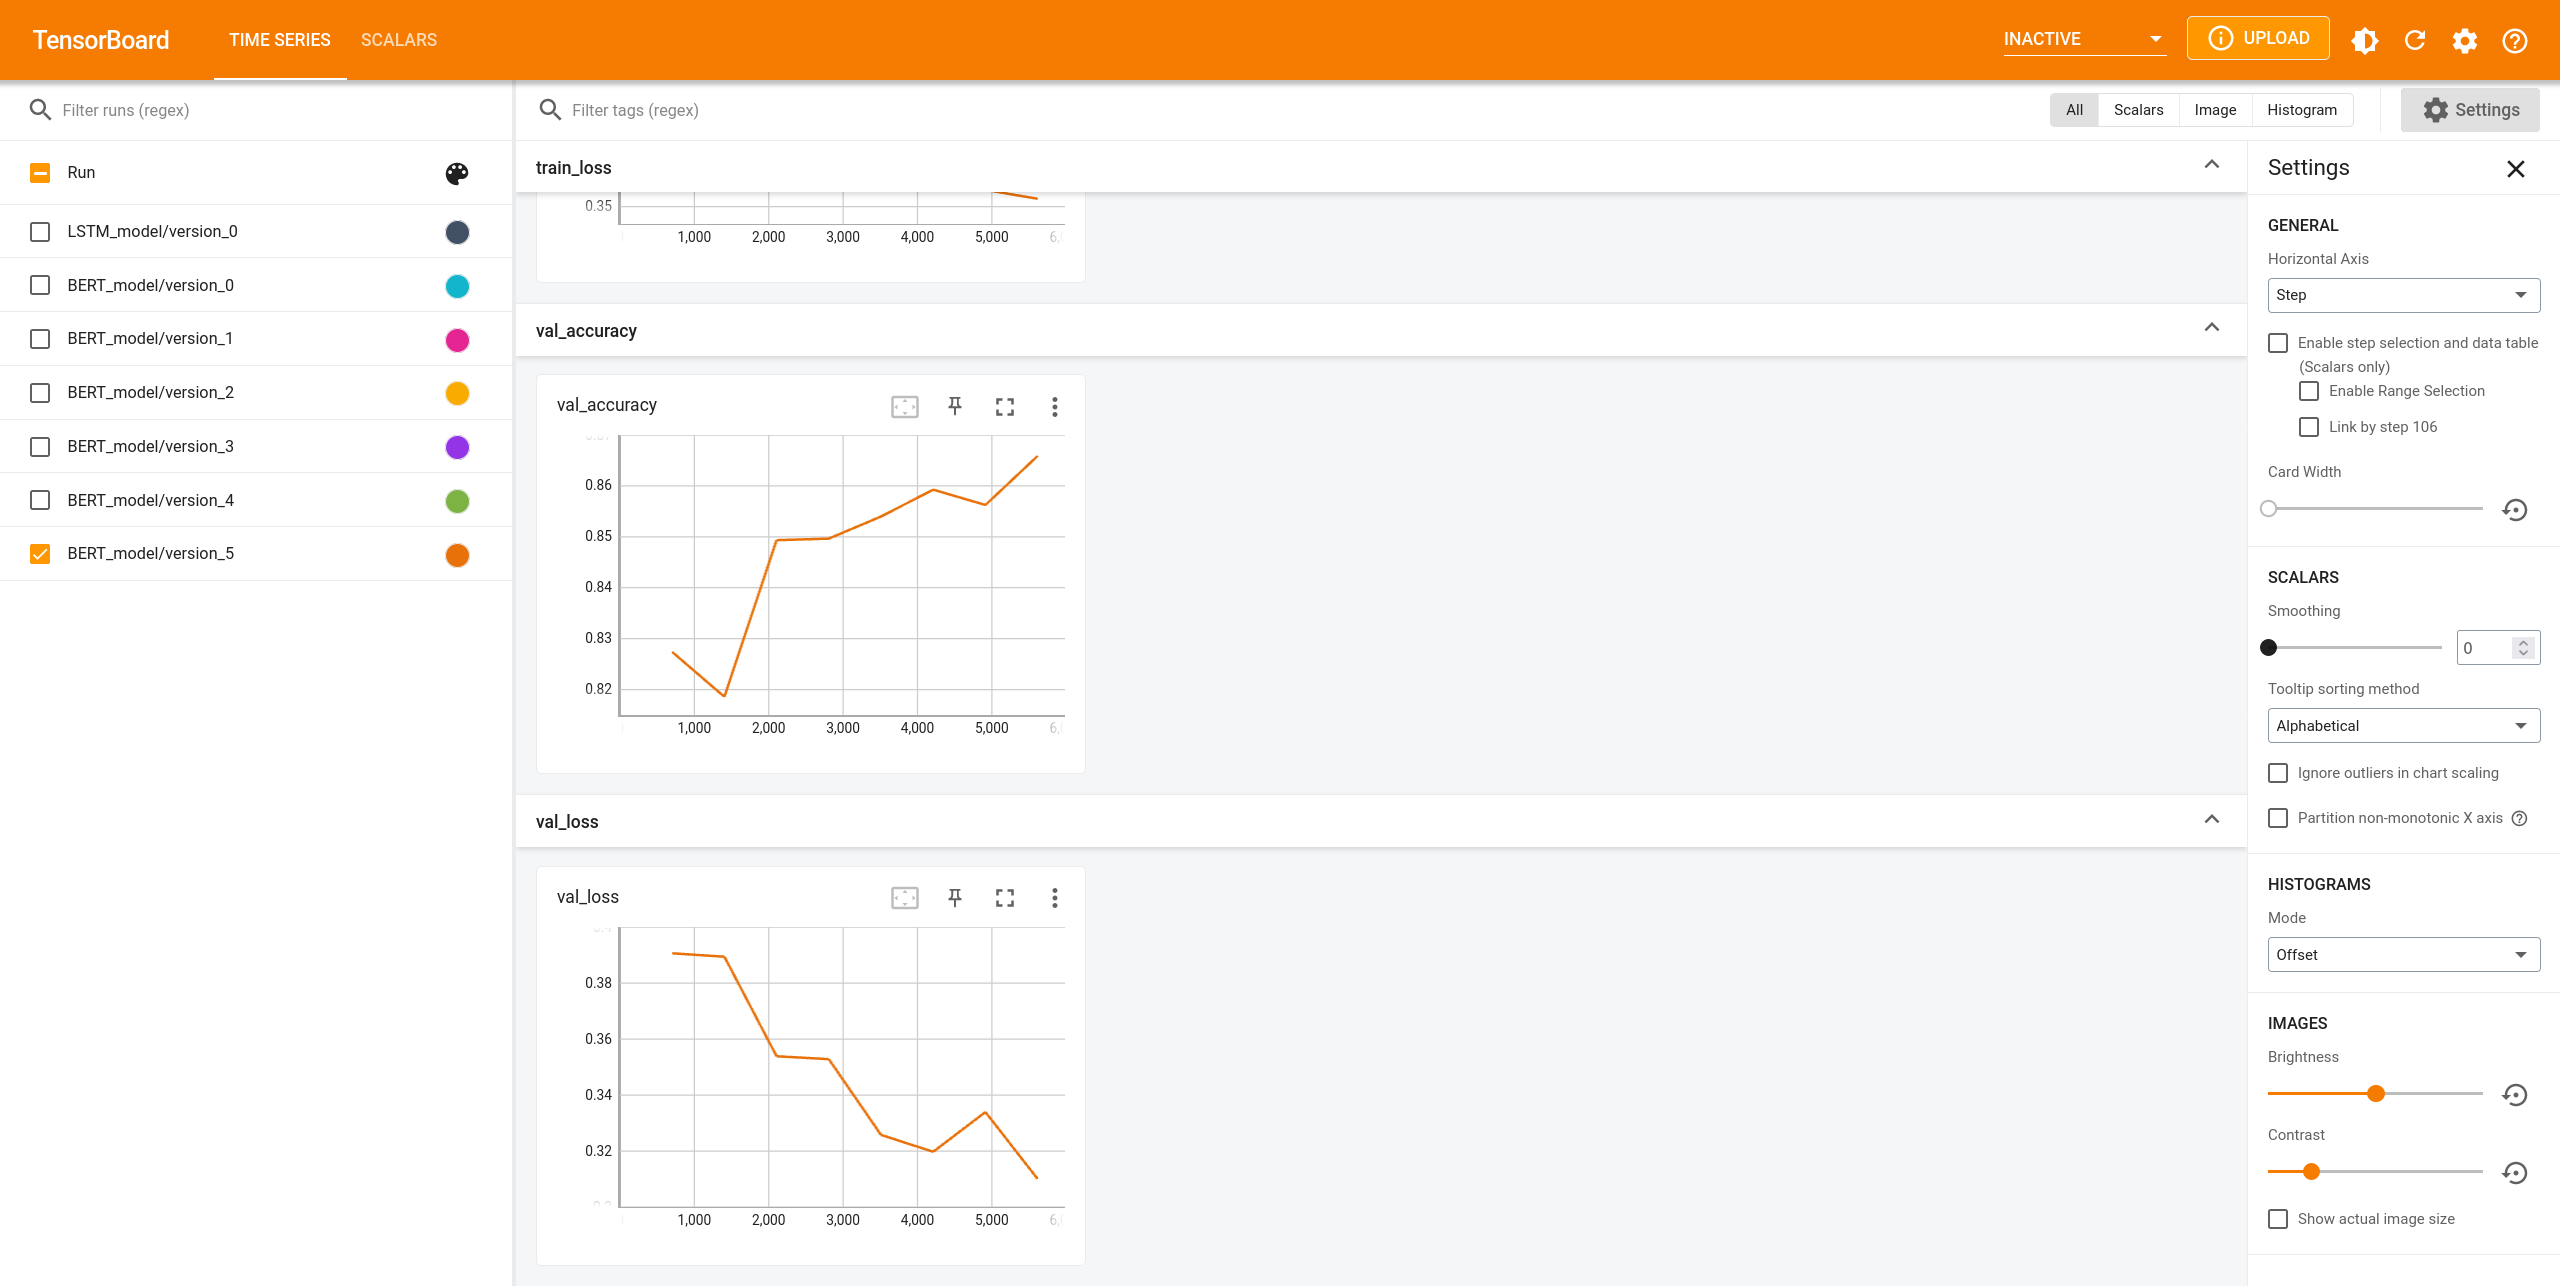 TensorBoard
TIME SERIES
SCALARS
INACTIVE
UPLOAD
Filter runs (regex)
Run
LSTM_model/version_0
BERT_model/version_0
BERT_model/version_1
BERT_model/version_2
BERT_model/version_3
BERT_model/version_4
BERT_model/version_5
Filter tags (regex)
All
Scalars
Image
Histogram
Settings
train_loss
0.35
1,000 2,000 3,000 4,000 5,000
val_accuracy
val_accuracy
0.86
0.85
0.84
0.83
0.82
1,000 2,000 3,000 4,000 5,000
val_loss
val_loss
0.38
0.36
0.34
0.32
1,000 2,000 3,000 4,000 5,000
Settings
GENERAL
Horizontal Axis
Step
Enable step selection and data table
(Scalars only)
Enable Range Selection
Link by step 106
Card Width
SCALARS
Smoothing
0
Tooltip sorting method
Alphabetical
Ignore outliers in chart scaling
Partition non-monotonic X axis
HISTOGRAMS
Mode
Offset
IMAGES
Brightness
Contrast
Show actual image size